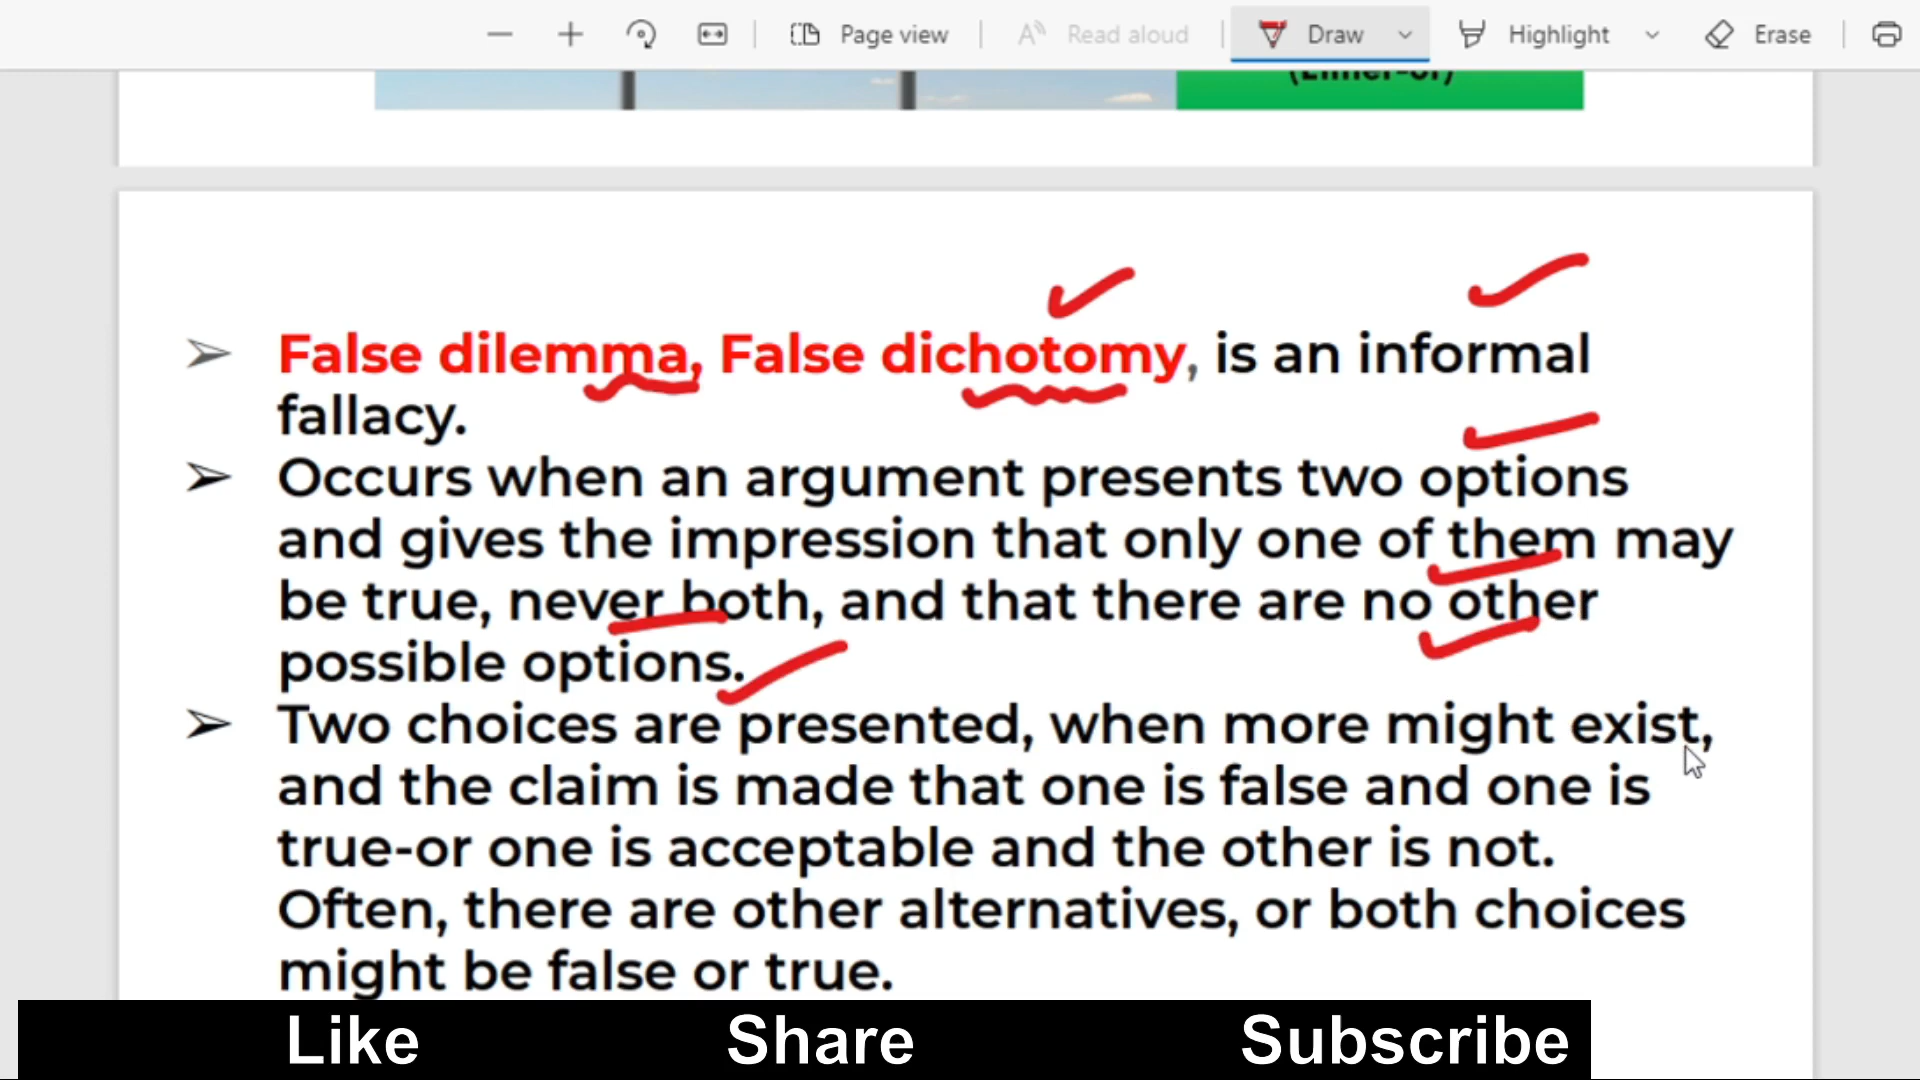 Page view Read aloud Draw Highlight Erase
(Either-or)
➢ False dilemma, False dichotomy, is an informal
fallacy.
➢ Occurs when an argument presents two options
and gives the impression that only one of them may
be true, never both, and that there are no other
possible options.
➢ Two choices are presented, when more might exist,
and the claim is made that one is false and one is
true-or one is acceptable and the other is not.
Often, there are other alternatives, or both choices
might be false or true.
Like Share Subscribe